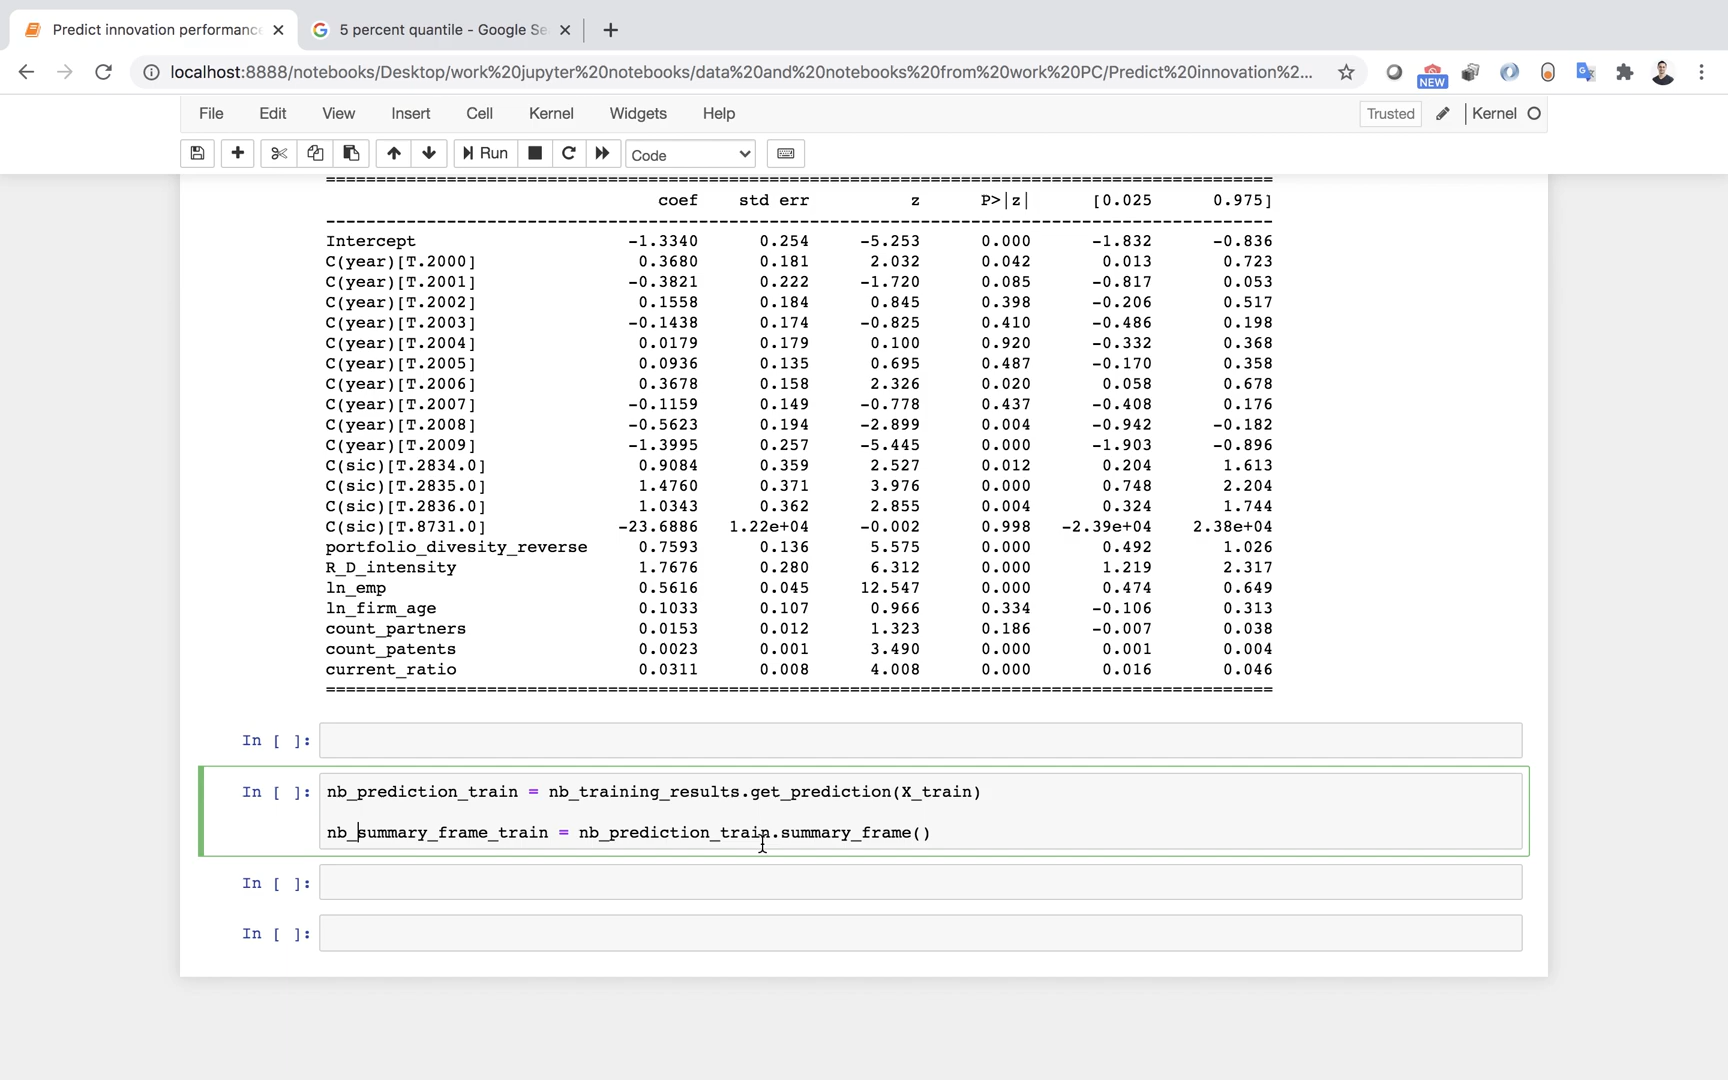 Predict innovation performance
5 percent quantile - Google Se
localhost:8888/notebooks/Desktop/work%20jupyter%20notebooks/data%20and%20notebooks%20from%20work%20PC/Predict%20innovation%2...
NEW
File Edit View Insert Cell Kernel Widgets Help
Trusted Kernel
Run Code
==============================================================================================
coef std err z P>|z| [0.025 0.975]
----------------------------------------------------------------------------------------------
Intercept -1.3340 0.254 -5.253 0.000 -1.832 -0.836
C(year)[T.2000] 0.3680 0.181 2.032 0.042 0.013 0.723
C(year)[T.2001] -0.3821 0.222 -1.720 0.085 -0.817 0.053
C(year)[T.2002] 0.1558 0.184 0.845 0.398 -0.206 0.517
C(year)[T.2003] -0.1438 0.174 -0.825 0.410 -0.486 0.198
C(year)[T.2004] 0.0179 0.179 0.100 0.920 -0.332 0.368
C(year)[T.2005] 0.0936 0.135 0.695 0.487 -0.170 0.358
C(year)[T.2006] 0.3678 0.158 2.326 0.020 0.058 0.678
C(year)[T.2007] -0.1159 0.149 -0.778 0.437 -0.408 0.176
C(year)[T.2008] -0.5623 0.194 -2.899 0.004 -0.942 -0.182
C(year)[T.2009] -1.3995 0.257 -5.445 0.000 -1.903 -0.896
C(sic)[T.2834.0] 0.9084 0.359 2.527 0.012 0.204 1.613
C(sic)[T.2835.0] 1.4760 0.371 3.976 0.000 0.748 2.204
C(sic)[T.2836.0] 1.0343 0.362 2.855 0.004 0.324 1.744
C(sic)[T.8731.0] -23.6886 1.22e+04 -0.002 0.998 -2.39e+04 2.38e+04
portfolio_divesity_reverse 0.7593 0.136 5.575 0.000 0.492 1.026
R_D_intensity 1.7676 0.280 6.312 0.000 1.219 2.317
ln_emp 0.5616 0.045 12.547 0.000 0.474 0.649
ln_firm_age 0.1033 0.107 0.966 0.334 -0.106 0.313
count_partners 0.0153 0.012 1.323 0.186 -0.007 0.038
count_patents 0.0023 0.001 3.490 0.000 0.001 0.004
current_ratio 0.0311 0.008 4.008 0.000 0.016 0.046
==============================================================================================
In [ ]:
In [ ]: nb_prediction_train = nb_training_results.get_prediction(X_train)
nb_summary_frame_train = nb_prediction_train.summary_frame()
In [ ]:
In [ ]: